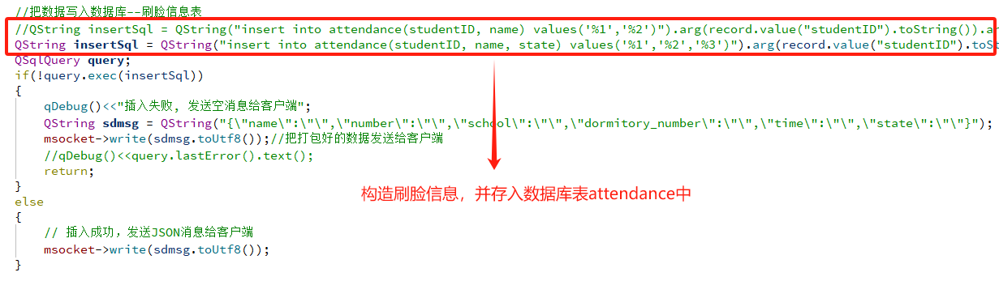 //把数据写入数据库--刷脸信息表
//QString insertSql = QString("insert into attendance(studentID, name) values('%1','%2')").arg(record.value("studentID").toString()).ar
QString insertSql = QString("insert into attendance(studentID, name, state) values('%1','%2','%3')").arg(record.value("studentID").toS
QSqlQuery query;
if(!query.exec(insertSql))
{
qDebug()<<"插入失败, 发送空消息给客户端";
QString sdmsg = QString("{\"name\":\"\",\"number\":\"\",\"school\":\"\",\"dormitory_number\":\"\",\"time\":\"\",\"state\":\"\"}");
msocket->write(sdmsg.toUtf8());//把打包好的数据发送给客户端
//qDebug()<<query.lastError().text();
return;
}
构造刷脸信息，并存入数据库表attendance中
else
{
// 插入成功，发送JSON消息给客户端
msocket->write(sdmsg.toUtf8());
}